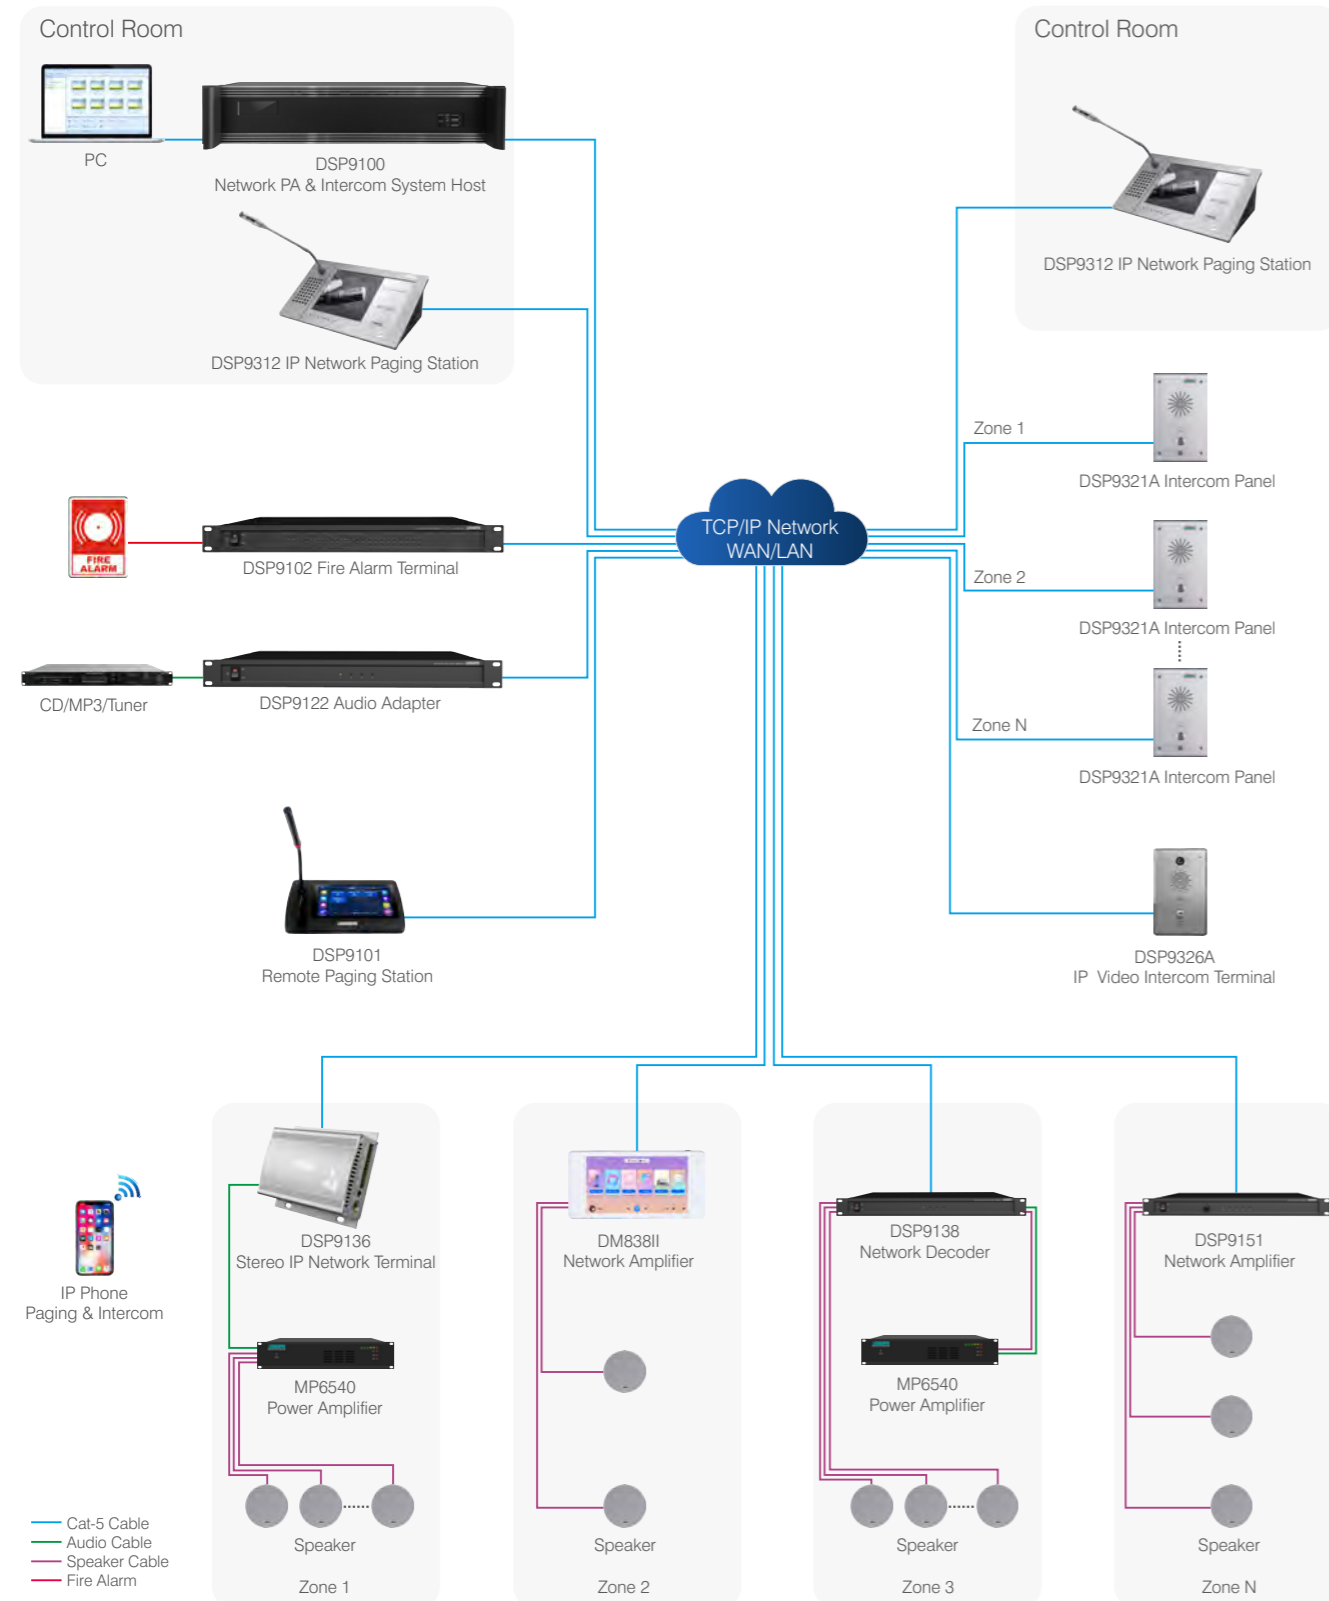 Control Room
PC
DSP9100
Network PA & Intercom System Host
DSP9312 IP Network Paging Station
Control Room
DSP9312 IP Network Paging Station
Zone 1
DSP9321A Intercom Panel
FIRE
ALARM
DSP9102 Fire Alarm Terminal
TCP/IP Network
WAN/LAN
Zone 2
DSP9321A Intercom Panel
CD/MP3/Tuner
DSP9122 Audio Adapter
Zone N
DSP9321A Intercom Panel
DSP9101
Remote Paging Station
DSP9326A
IP Video Intercom Terminal
IP Phone
Paging & Intercom
DSP9136
Stereo IP Network Terminal
MP6540
Power Amplifier
Speaker
Zone 1
DM838II
Network Amplifier
Speaker
Zone 2
DSP9138
Network Decoder
MP6540
Power Amplifier
Speaker
Zone 3
DSP9151
Network Amplifier
Speaker
Zone N
Cat-5 Cable
Audio Cable
Speaker Cable
Fire Alarm